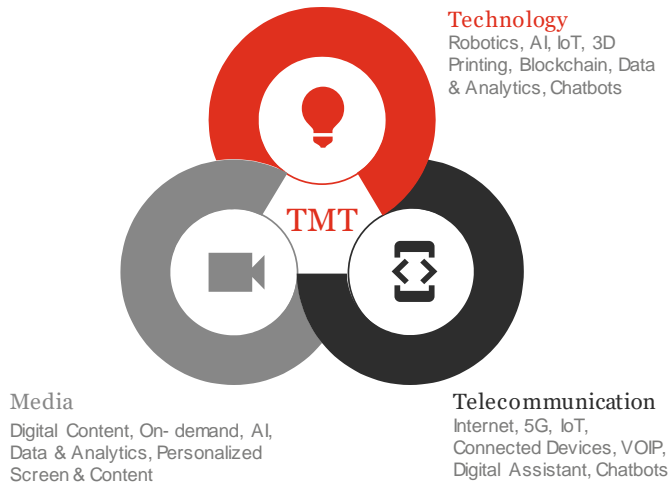 Technology
Robotics, AI, IoT, 3D
Printing, Blockchain, Data
& Analytics, Chatbots
TMT
Media
Digital Content, On- demand, AI,
Data & Analytics, Personalized
Screen & Content
Telecommunication
Internet, 5G, IoT,
Connected Devices, VOIP,
Digital Assistant, Chatbots